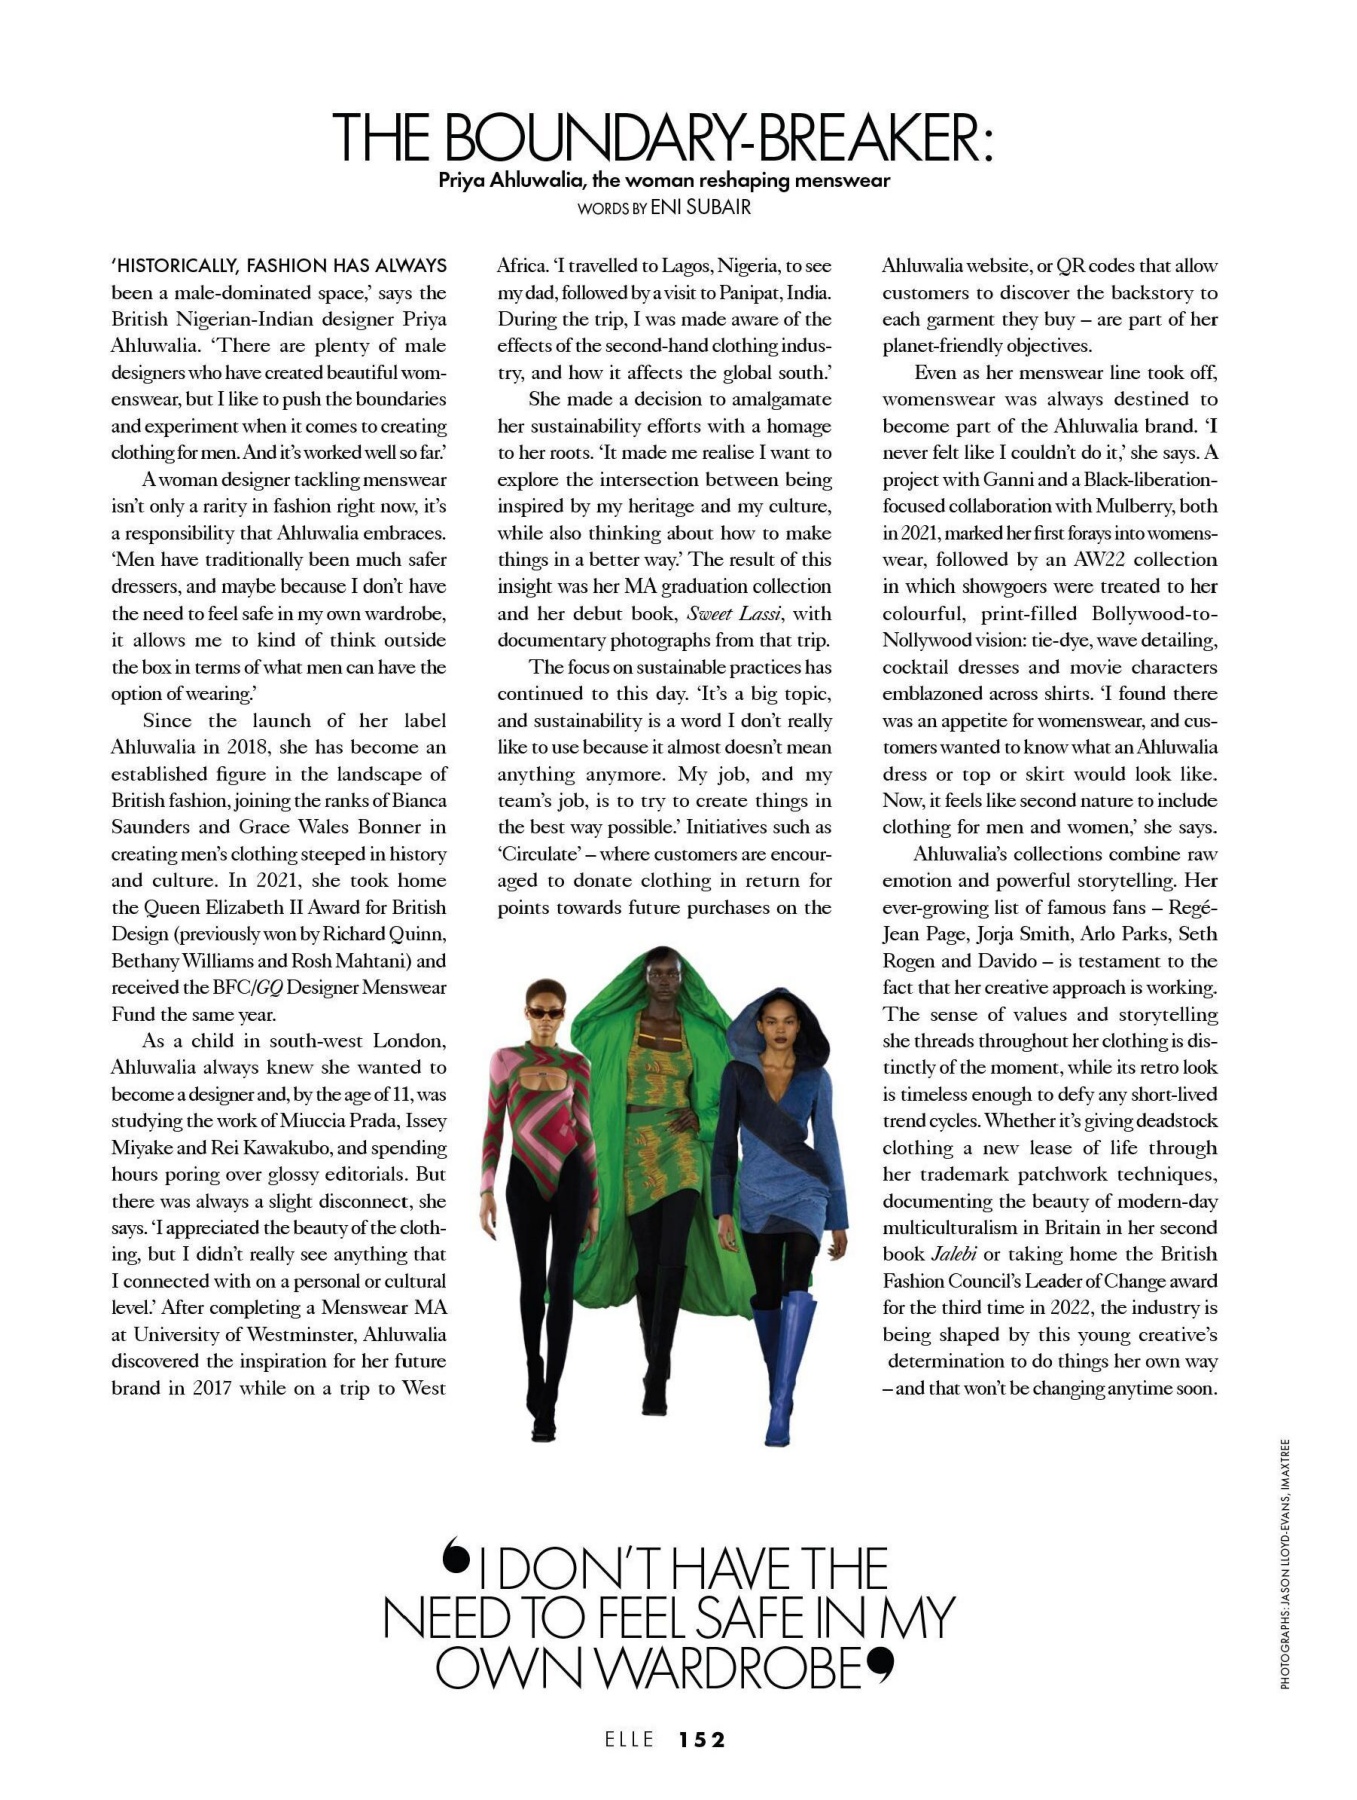 THE BOUNDARY-BREAKER:
Priya Ahluwalia, the woman reshaping menswear
WORDS BY ENI SUBAIR
‘HISTORICALLY, FASHION HAS ALWAYS
been a male-dominated space,’ says the
British Nigerian-Indian designer Priya
Ahluwalia. ‘There are plenty of male
designers who have created beautiful wom-
enswear, but I like to push the boundaries
and experiment when it comes to creating
clothing for men. And it’s worked well so far.’
A woman designer tackling menswear
isn’t only a rarity in fashion right now, it’s
a responsibility that Ahluwalia embraces.
‘Men have traditionally been much safer
dressers, and maybe because I don’t have
the need to feel safe in my own wardrobe,
it allows me to kind of think outside
the box in terms of what men can have the
option of wearing.’
Since the launch of her label
Ahluwalia in 2018, she has become an
established figure in the landscape of
British fashion, joining the ranks of Bianca
Saunders and Grace Wales Bonner in
creating men’s clothing steeped in history
and culture. In 2021, she took home
the Queen Elizabeth II Award for British
Design (previously won by Richard Quinn,
Bethany Williams and Rosh Mahtani) and
received the BFC/GQ Designer Menswear
Fund the same year.
As a child in south-west London,
Ahluwalia always knew she wanted to
become a designer and, by the age of 11, was
studying the work of Miuccia Prada, Issey
Miyake and Rei Kawakubo, and spending
hours poring over glossy editorials. But
there was always a slight disconnect, she
says. ‘I appreciated the beauty of the cloth-
ing, but I didn’t really see anything that
I connected with on a personal or cultural
level.’ After completing a Menswear MA
at University of Westminster, Ahluwalia
discovered the inspiration for her future
brand in 2017 while on a trip to West
Africa. ‘I travelled to Lagos, Nigeria, to see
my dad, followed by a visit to Panipat, India.
During the trip, I was made aware of the
effects of the second-hand clothing indus-
try, and how it affects the global south.’
She made a decision to amalgamate
her sustainability efforts with a homage
to her roots. ‘It made me realise I want to
explore the intersection between being
inspired by my heritage and my culture,
while also thinking about how to make
things in a better way.’ The result of this
insight was her MA graduation collection
and her debut book, Sweet Lassi, with
documentary photographs from that trip.
The focus on sustainable practices has
continued to this day. ‘It’s a big topic,
and sustainability is a word I don’t really
like to use because it almost doesn’t mean
anything anymore. My job, and my
team’s job, is to try to create things in
the best way possible.’ Initiatives such as
‘Circulate’ – where customers are encour-
aged to donate clothing in return for
points towards future purchases on the
Ahluwalia website, or QR codes that allow
customers to discover the backstory to
each garment they buy – are part of her
planet-friendly objectives.
Even as her menswear line took off,
womenswear was always destined to
become part of the Ahluwalia brand. ‘I
never felt like I couldn’t do it,’ she says. A
project with Ganni and a Black-liberation-
focused collaboration with Mulberry, both
in 2021, marked her first forays into womens-
wear, followed by an AW22 collection
in which showgoers were treated to her
colourful, print-filled Bollywood-to-
Nollywood vision: tie-dye, wave detailing,
cocktail dresses and movie characters
emblazoned across shirts. ‘I found there
was an appetite for womenswear, and cus-
tomers wanted to know what an Ahluwalia
dress or top or skirt would look like.
Now, it feels like second nature to include
clothing for men and women,’ she says.
Ahluwalia’s collections combine raw
emotion and powerful storytelling. Her
ever-growing list of famous fans – Regé-
Jean Page, Jorja Smith, Arlo Parks, Seth
Rogen and Davido – is testament to the
fact that her creative approach is working.
The sense of values and storytelling
she threads throughout her clothing is dis-
tinctly of the moment, while its retro look
is timeless enough to defy any short-lived
trend cycles. Whether it’s giving deadstock
clothing a new lease of life through
her trademark patchwork techniques,
documenting the beauty of modern-day
multiculturalism in Britain in her second
book Jalebi or taking home the British
Fashion Council’s Leader of Change award
for the third time in 2022, the industry is
being shaped by this young creative’s
determination to do things her own way
– and that won’t be changing anytime soon.
‘I DON’T HAVE THE
NEED TO FEEL SAFE IN MY
OWN WARDROBE’
PHOTOGRAPHS: JASON LLOYD-EVANS, IMAXTREE
ELLE 152